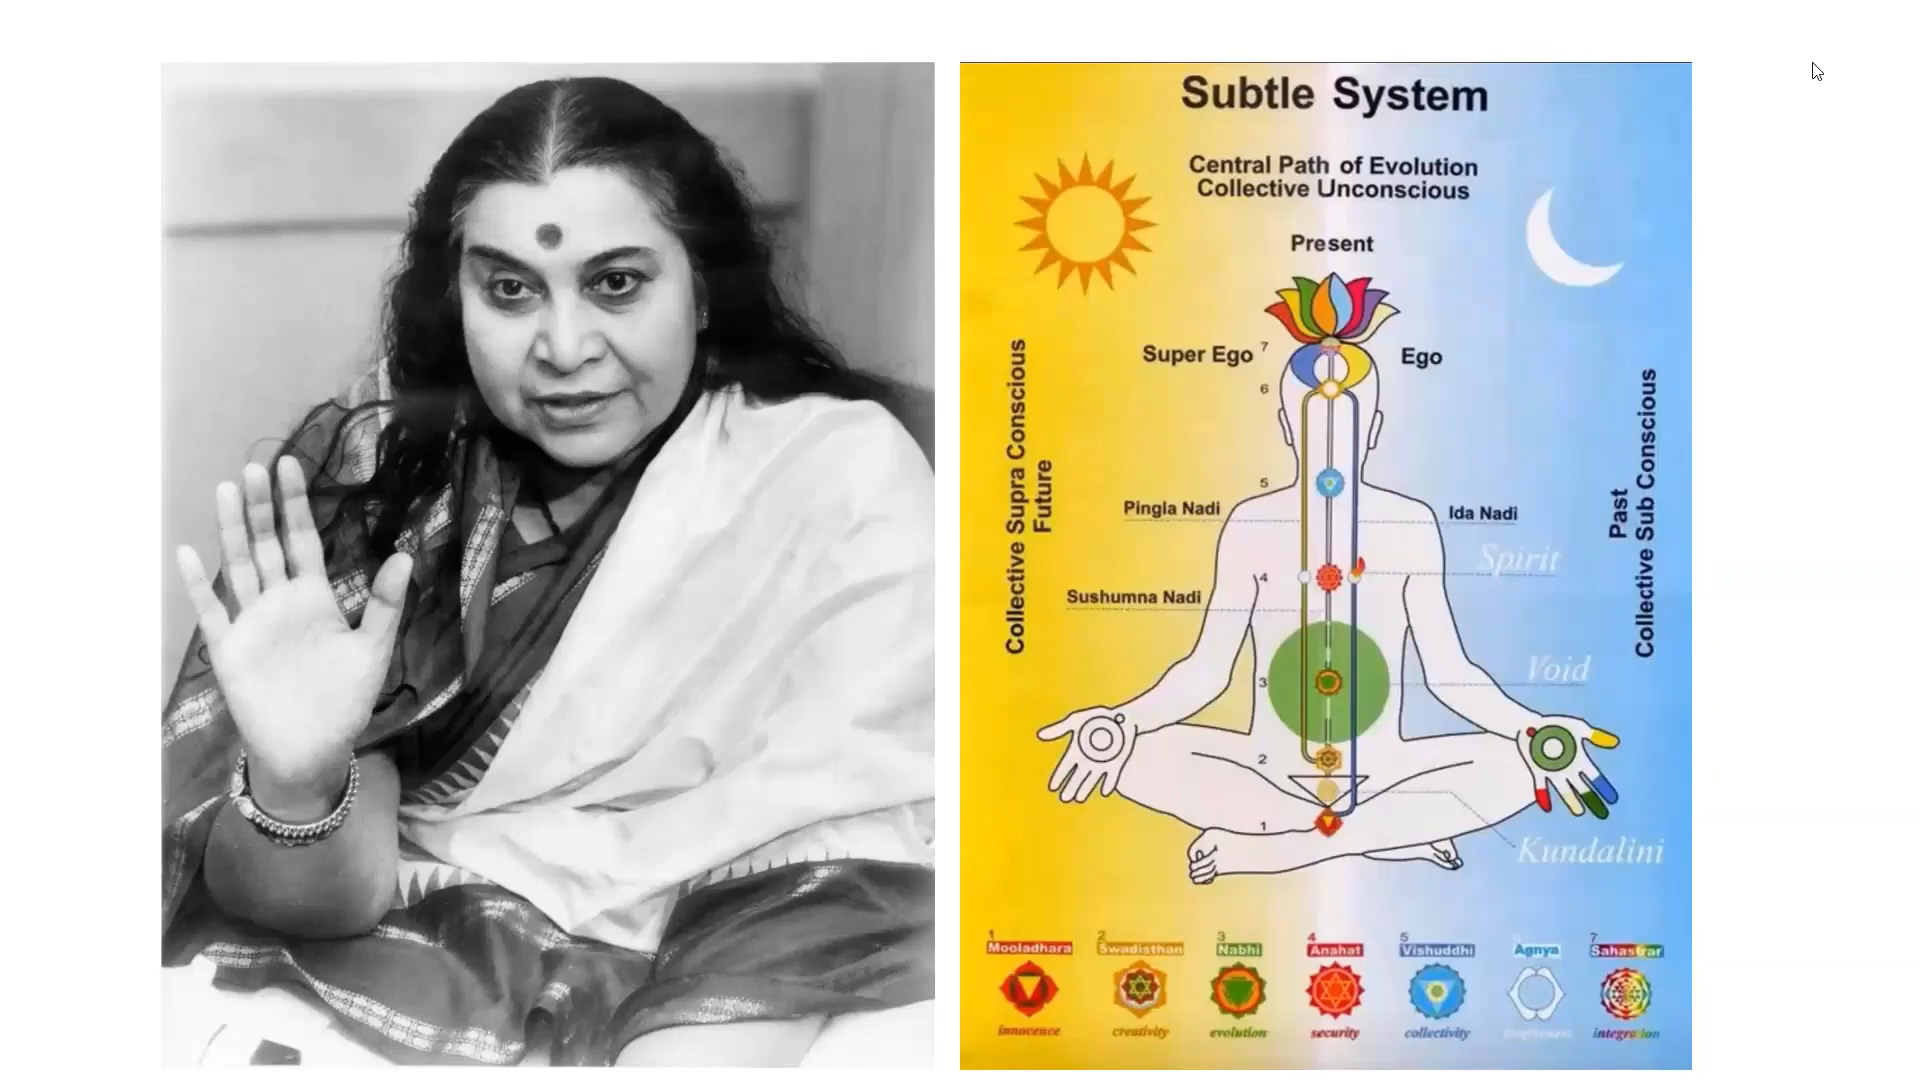 Subtle System
Central Path of Evolution
Collective Unconscious
Present
Super Ego
7
Ego
6
Collective Supra Conscious
Future
Past
Collective Sub Conscious
5
Pingla Nadi
Ida Nadi
Spirit
4
Sushumna Nadi
3
Void
2
1
Kundalini
1
Mooladhara
innocence
2
Swadisthan
creativity
3
Nabhi
evolution
4
Anahat
security
5
Vishuddhi
collectivity
Agnya
7
Sahastrar
integration